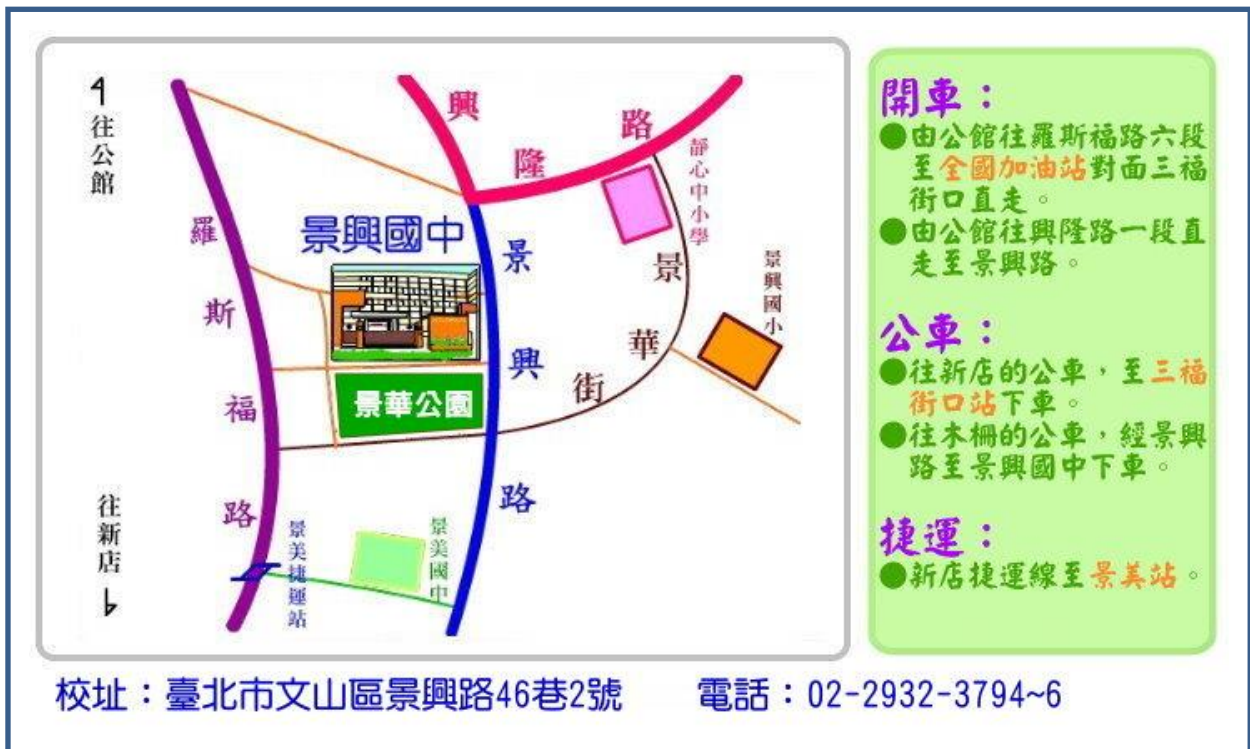 往公館
往新店
羅斯福路
興隆路
景興路
景華街
景興國中
景華公園
靜心中小學
景興國小
景美國中
景美捷運站
開車：
●由公館往羅斯福路六段
至全國加油站對面三福
街口直走。
●由公館往興隆路一段直
走至景興路。
公車：
●往新店的公車，至三福
街口站下車。
●往木柵的公車，經景興
路至景興國中下車。
捷運：
●新店捷運線至景美站。
校址：臺北市文山區景興路46巷2號　電話：02-2932-3794~6